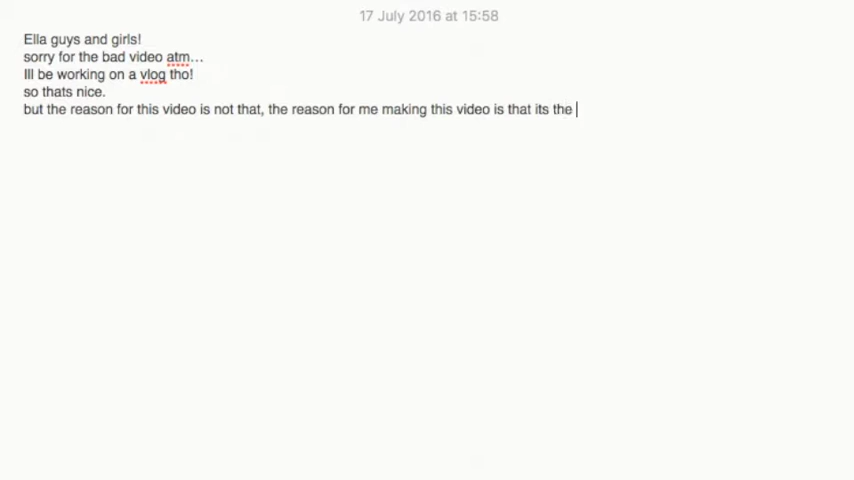 17 July 2016 at 15:58
Ella guys and girls!
sorry for the bad video atm...
Ill be working on a vlog tho!
so thats nice.
but the reason for this video is not that, the reason for me making this video is that its the